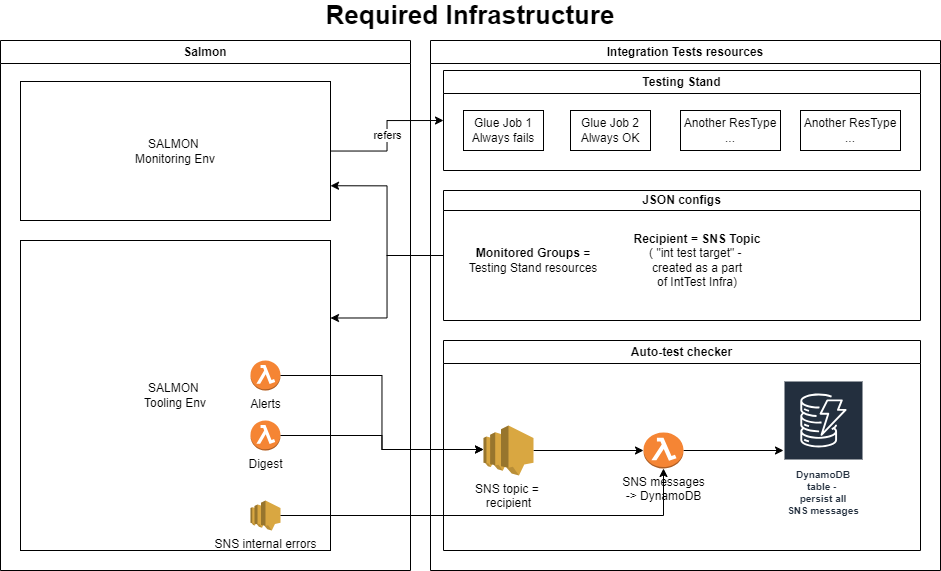 Required Infrastructure
Salmon
SALMON
Monitoring Env
refers
SALMON
Tooling Env
Alerts
Digest
SNS internal errors
Integration Tests resources
Testing Stand
Glue Job 1
Always fails
Glue Job 2
Always OK
Another ResType
...
Another ResType
...
JSON configs
Monitored Groups =
Testing Stand resources
Recipient = SNS Topic
( "int test target" -
created as a part
of IntTest Infra)
Auto-test checker
SNS topic =
recipient
SNS messages
-> DynamoDB
DynamoDB
table -
persist all
SNS messages